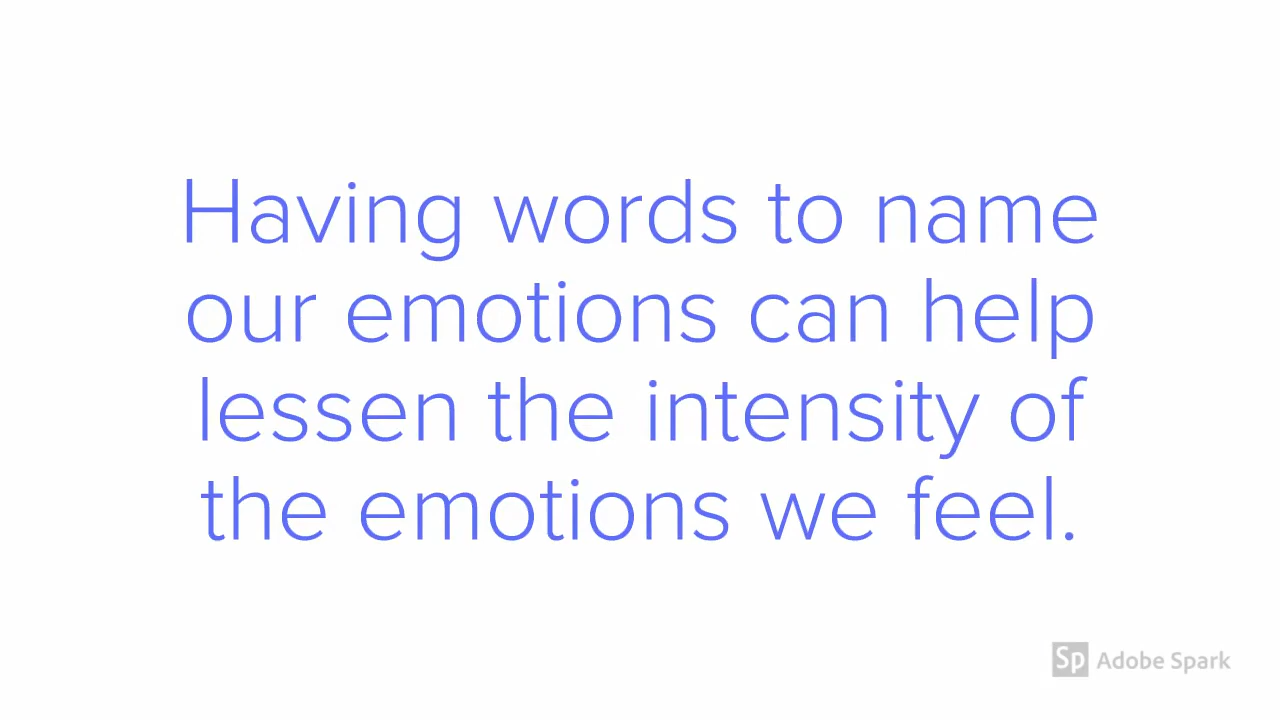 Having words to name
our emotions can help
lessen the intensity of
the emotions we feel.
Sp Adobe Spark